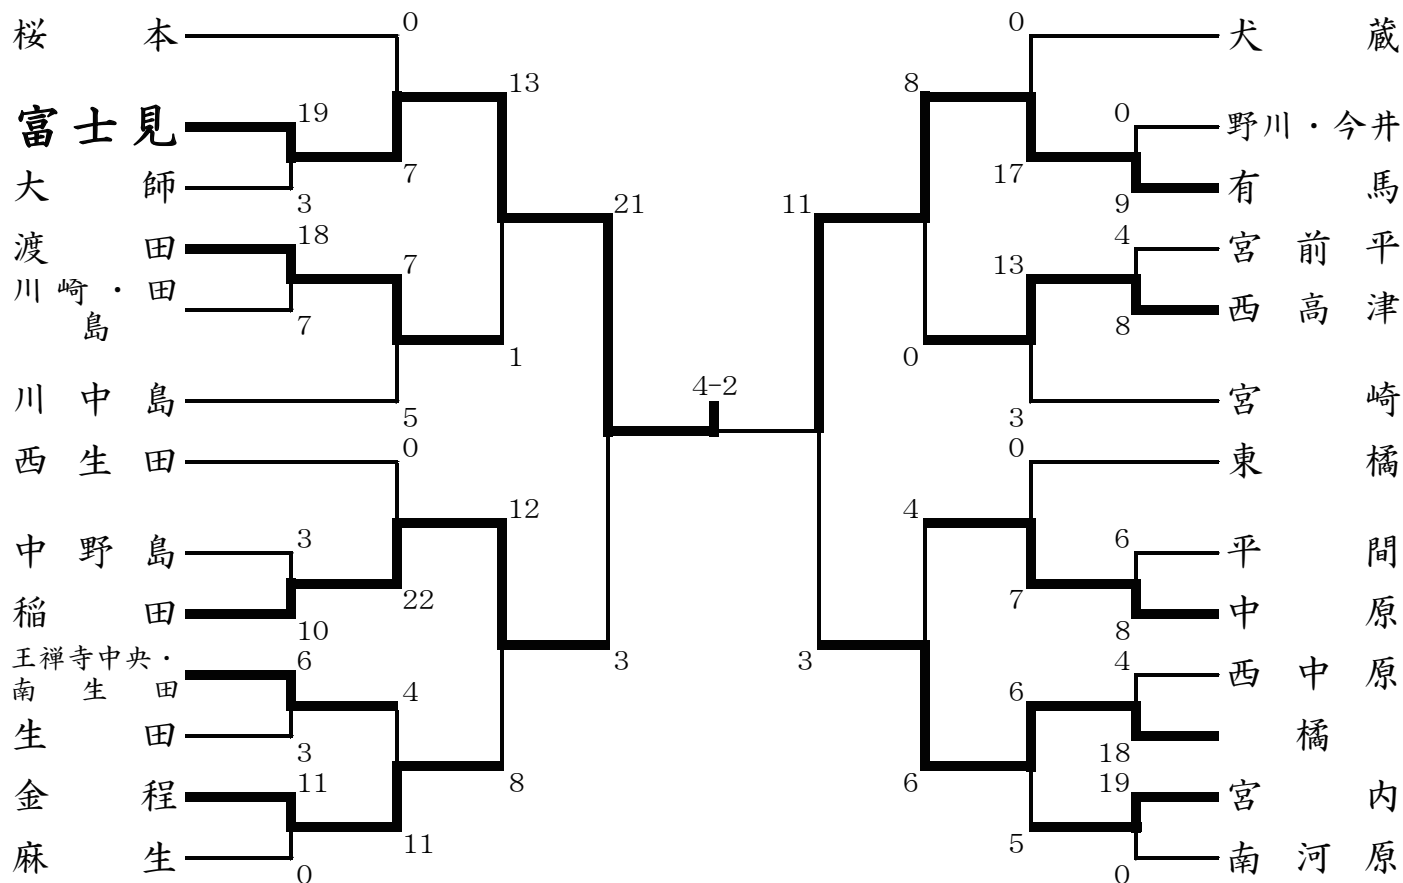 桜本
0
13
富士見
19
7
大師
3
21
渡田
18
7
川崎・田
島
7
1
川中島
5
西生田
0
12
中野島
3
22
稲田
10
3
王禅寺中央・
南生田
6
4
生田
3
8
金程
11
11
麻生
0
4-2
0
犬蔵
8
0
野川・今井
17
有馬
9
11
4
宮前平
13
西高津
8
0
宮崎
3
0
東橘
4
6
平間
7
中原
8
3
4
西中原
6
橘
18
6
19
宮内
5
南河原
0